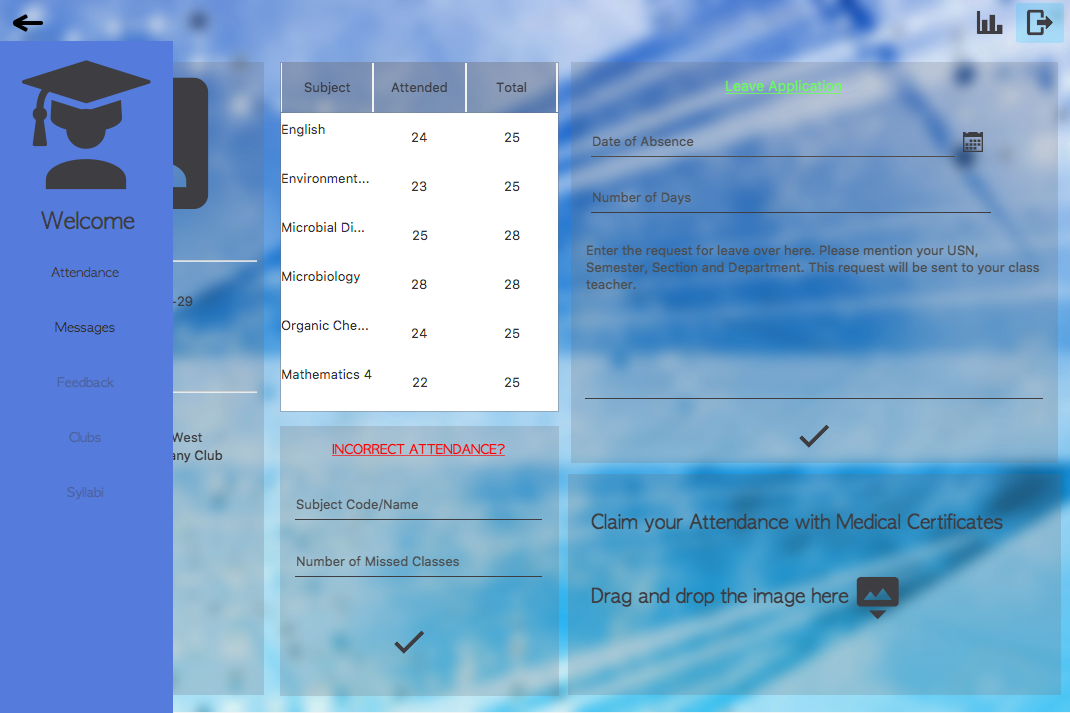 Welcome
Attendance
Messages
Feedback
Clubs
Syllabi
-29
West
any Club
Subject Attended Total
English 24 25
Environment... 23 25
Microbial Di... 25 28
Microbiology 28 28
Organic Che... 24 25
Mathematics 4 22 25
INCORRECT ATTENDANCE?
Subject Code/Name
Number of Missed Classes
Leave Application
Date of Absence
Number of Days
Enter the request for leave over here. Please mention your USN,
Semester, Section and Department. This request will be sent to your class
teacher.
Claim your Attendance with Medical Certificates
Drag and drop the image here